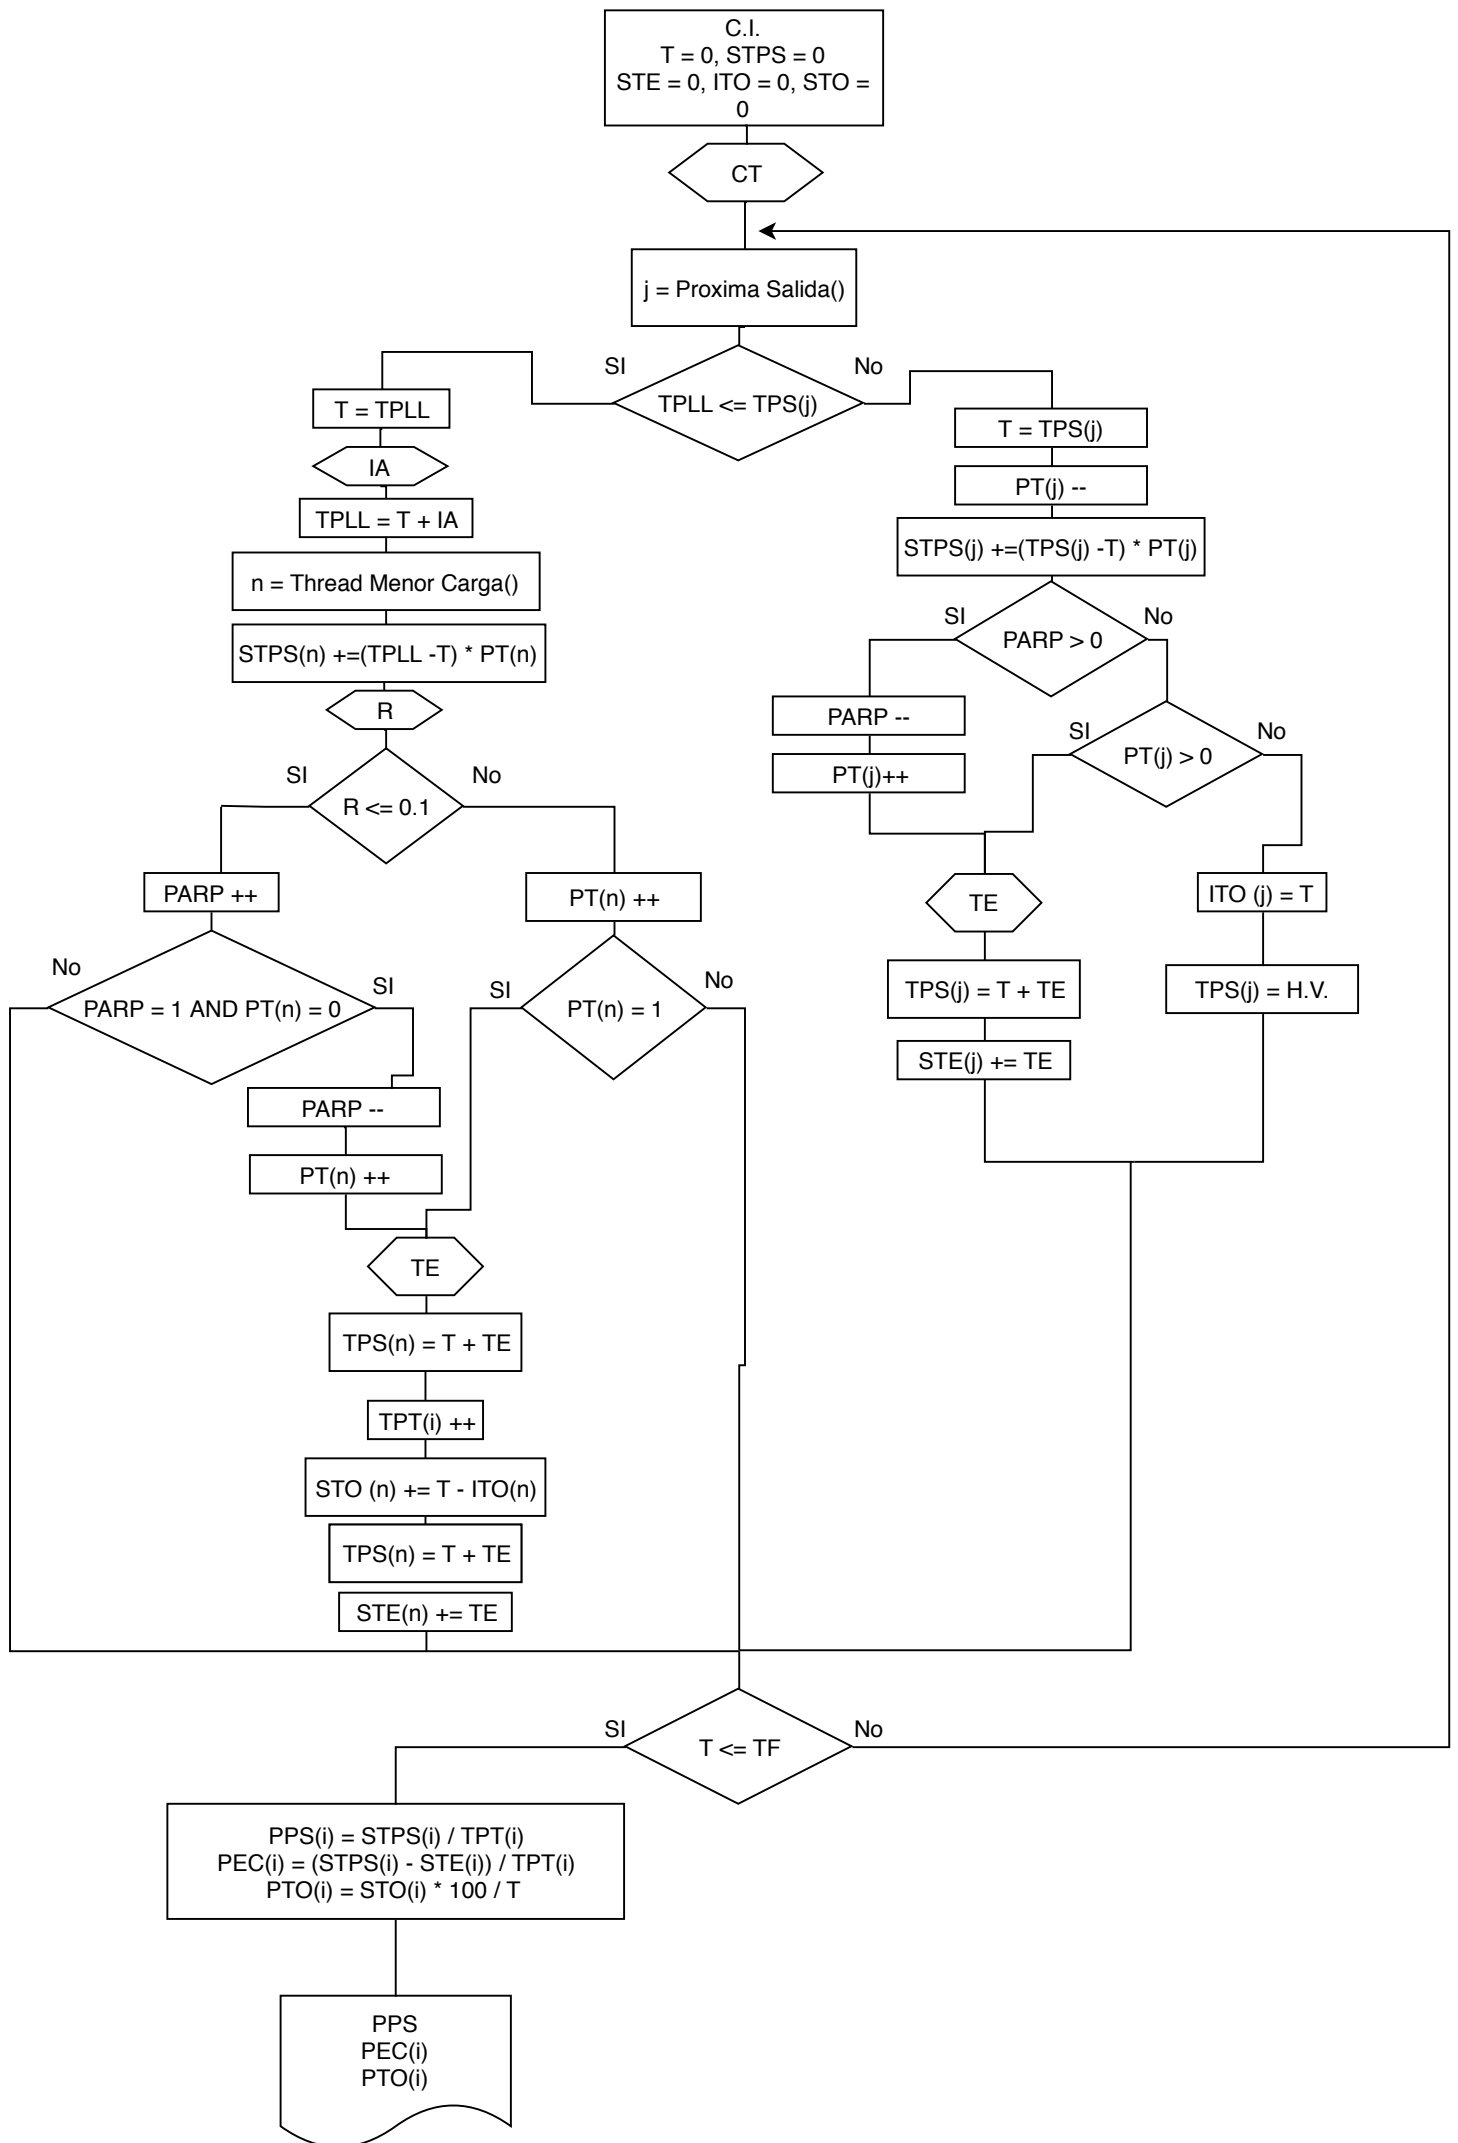 C.I.
T = 0, STPS = 0
STE = 0, ITO = 0, STO =
0
CT
j = Proxima Salida()
SI
No
TPLL <= TPS(j)
T = TPLL
IA
TPLL = T + IA
n = Thread Menor Carga()
STPS(n) +=(TPLL -T) * PT(n)
R
SI
No
R <= 0.1
PARP ++
No
SI
PARP = 1 AND PT(n) = 0
PARP --
PT(n) ++
PT(n) ++
SI
No
PT(n) = 1
TE
TPS(n) = T + TE
TPT(i) ++
STO (n) += T - ITO(n)
TPS(n) = T + TE
STE(n) += TE
T = TPS(j)
PT(j) --
STPS(j) +=(TPS(j) -T) * PT(j)
SI
No
PARP > 0
PARP --
PT(j)++
SI
No
PT(j) > 0
TE
TPS(j) = T + TE
STE(j) += TE
ITO (j) = T
TPS(j) = H.V.
SI
No
T <= TF
PPS(i) = STPS(i) / TPT(i)
PEC(i) = (STPS(i) - STE(i)) / TPT(i)
PTO(i) = STO(i) * 100 / T
PPS
PEC(i)
PTO(i)